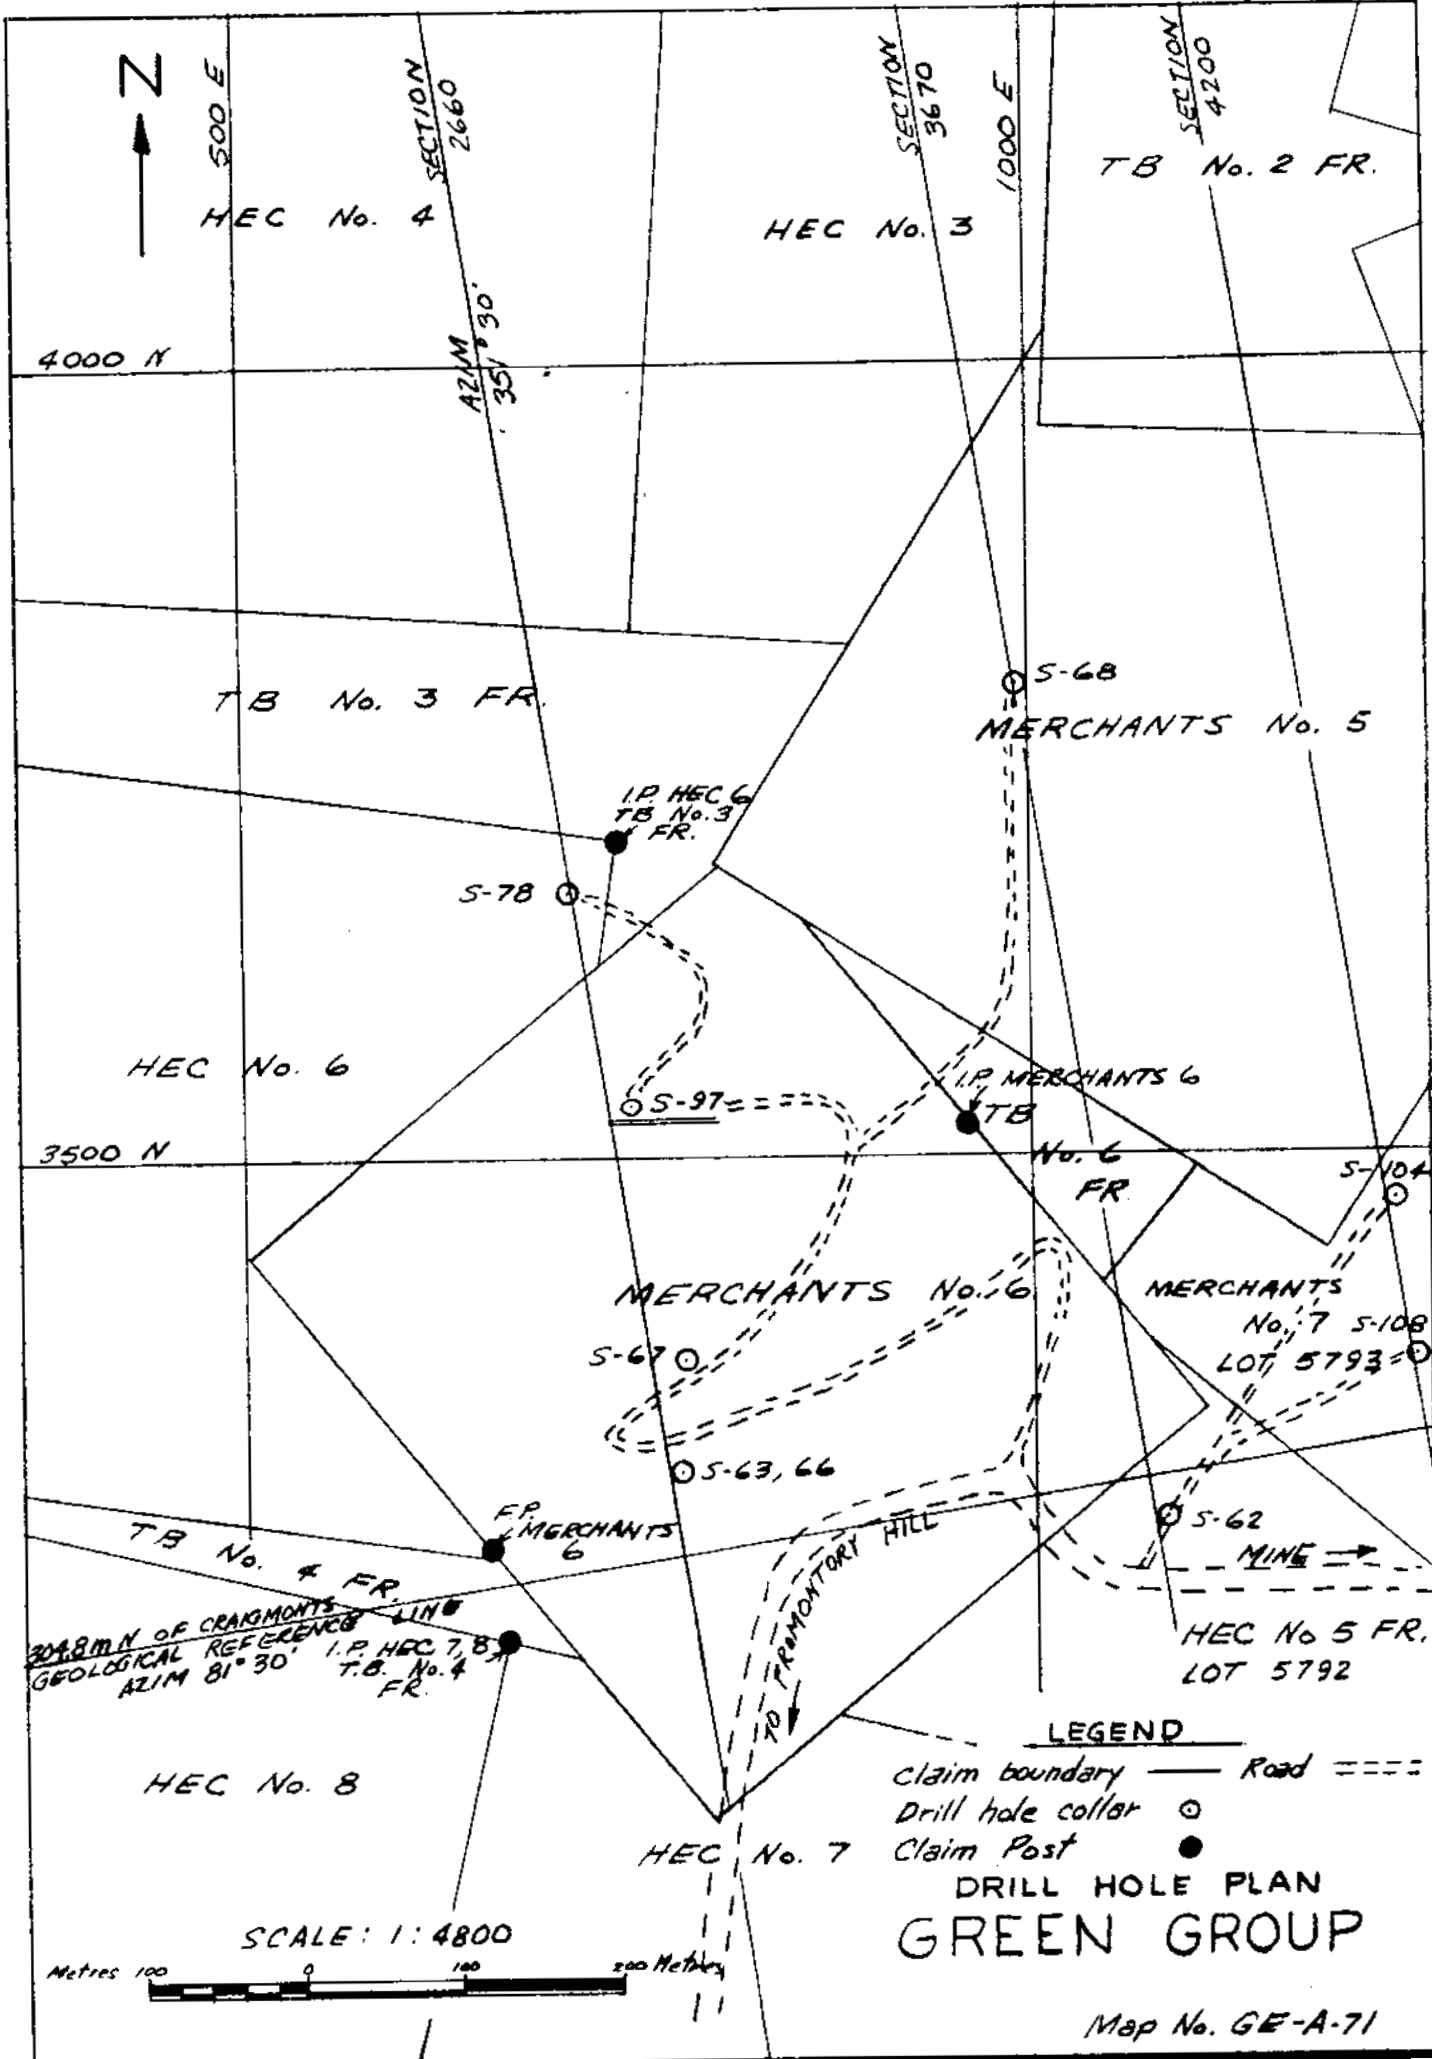 N
500 E
SECTION
2660
SECTION
3670
1000 E
SECTION
4200
TB No. 2 FR.
HEC No. 4
HEC No. 3
AZIM
351° 30'
4000 N
S-68
TB No. 3 FR.
MERCHANTS No. 5
I.P. HEC 6
TB No. 3
FR.
S-78
HEC No. 6
I.P. MERCHANTS 6
S-97
TB
No. 6
FR
3500 N
S-104
MERCHANTS No. 6
MERCHANTS
No. 7
S-108
LOT 5793
S-67
S-63, 66
F.P.
MERCHANTS
6
S-62
TB No. 4 FR.
TO PROMONTORY HILL
MINE
304.8 m N OF CRAIGMONTS
GEOLOGICAL REFERENCE LINE
AZIM 81° 30'
I.P. HEC 7, 8
T.B. No. 4
FR.
HEC No 5 FR.
LOT 5792
LEGEND
Claim boundary
Road
HEC No. 8
Drill hole collar
HEC No. 7
Claim Post
DRILL HOLE PLAN
GREEN GROUP
SCALE: 1:4800
Metres 100 0 100 200 Metres
Map No. GE-A-71